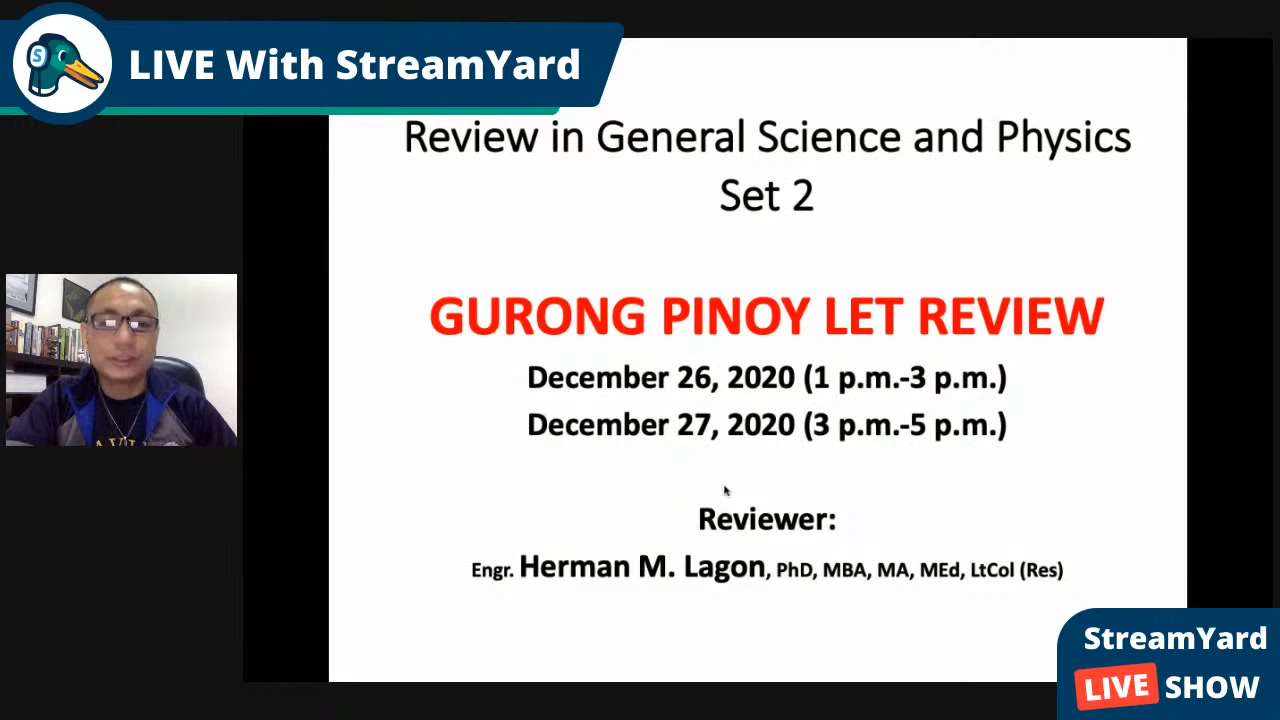 LIVE With StreamYard
Review in General Science and Physics
Set 2
GURONG PINOY LET REVIEW
December 26, 2020 (1 p.m.-3 p.m.)
December 27, 2020 (3 p.m.-5 p.m.)
Reviewer:
Engr. Herman M. Lagon, PhD, MBA, MA, MEd, LtCol (Res)
StreamYard
LIVE SHOW